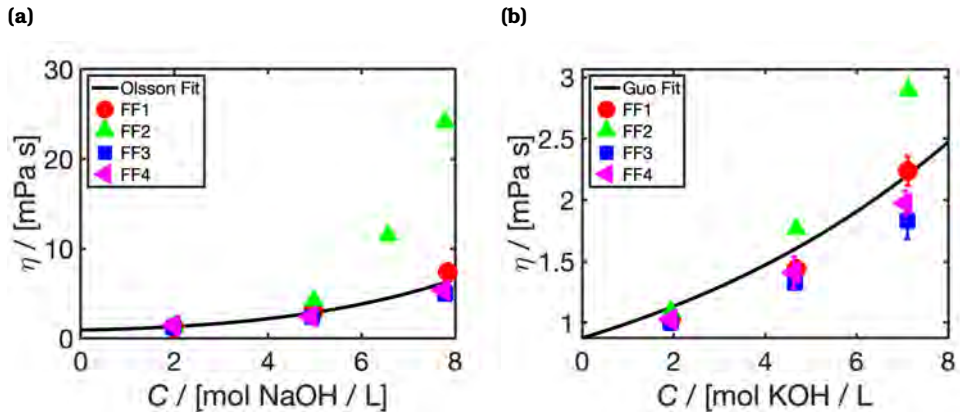 (a)
(b)
30
20
10
0
0
2
4
6
8
η / [mPa s]
C / [mol NaOH / L]
Olsson Fit
FF1
FF2
FF3
FF4
3
2.5
2
1.5
1
0
2
4
6
8
η / [mPa s]
C / [mol KOH / L
Guo Fit
FF1
FF2
FF3
FF4